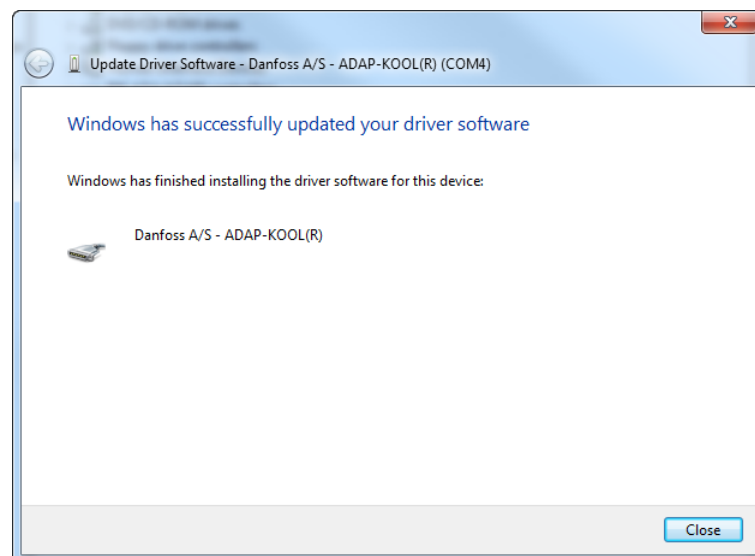 Update Driver Software - Danfoss A/S - ADAP-KOOL(R) (COM4)
Windows has successfully updated your driver software
Windows has finished installing the driver software for this device:
Danfoss A/S - ADAP-KOOL(R)
Close